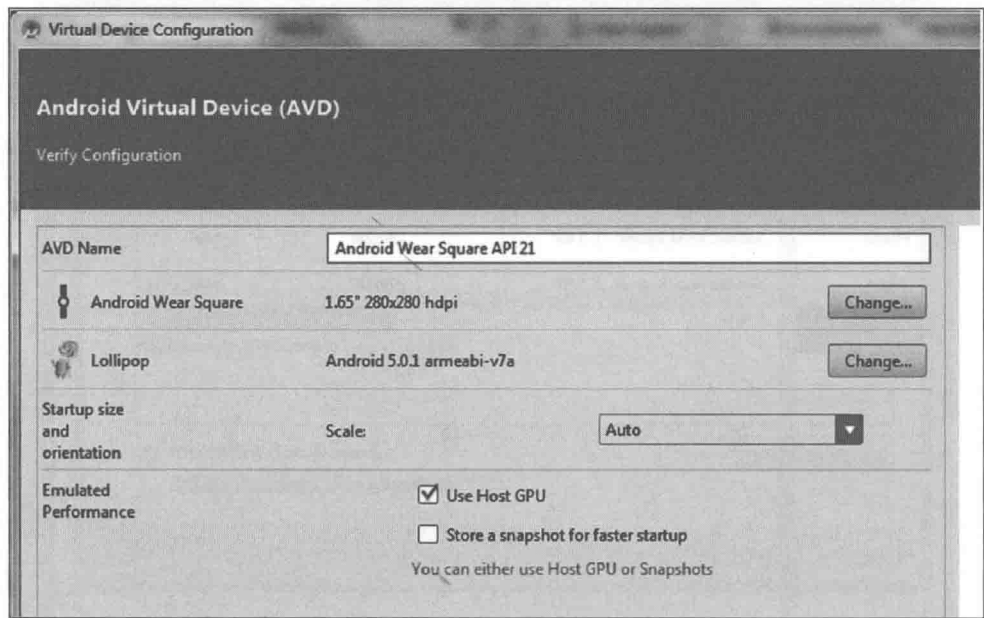 Virtual Device Configuration
Android Virtual Device (AVD)
Verify Configuration
AVD Name
Android Wear Square API 21
Android Wear Square
1.65" 280x280 hdpi
Change...
Lollipop
Android 5.0.1 armeabi-v7a
Change...
Startup size
and
orientation
Scale:
Auto
Emulated
Performance
Use Host GPU
Store a snapshot for faster startup
You can either use Host GPU or Snapshots